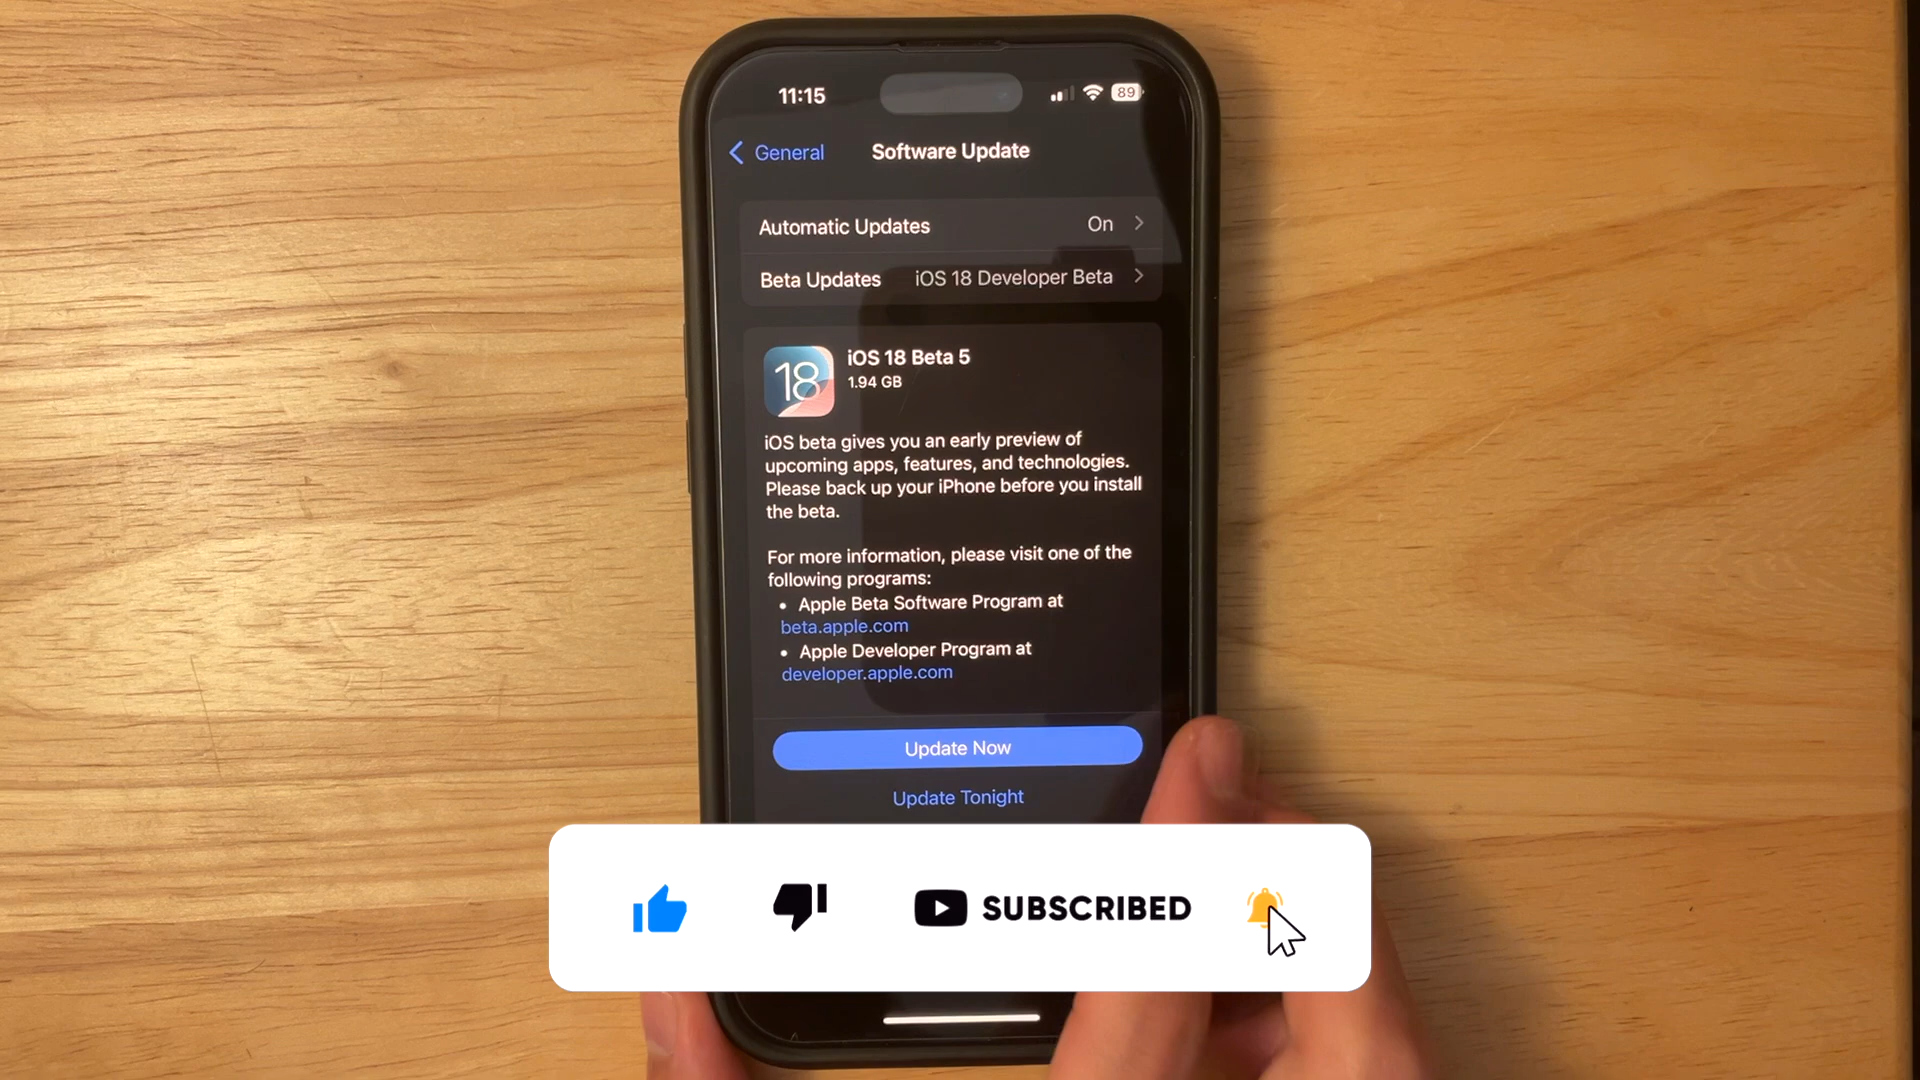 11:15
89
General
Software Update
Automatic Updates On
Beta Updates iOS 18 Developer Beta
18
iOS 18 Beta 5
1.94 GB
iOS beta gives you an early preview of
upcoming apps, features, and technologies.
Please back up your iPhone before you install
the beta.
For more information, please visit one of the
following programs:
• Apple Beta Software Program at
beta.apple.com
• Apple Developer Program at
developer.apple.com
Update Now
Update Tonight
SUBSCRIBED